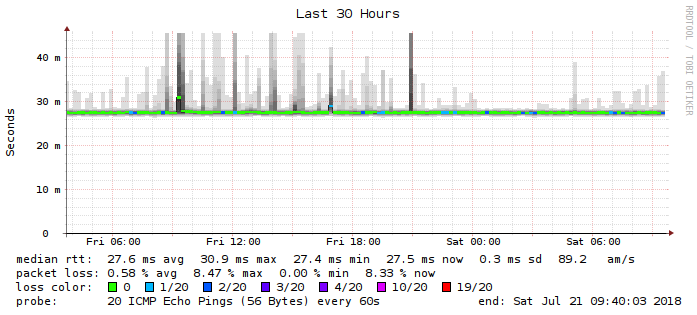 Last 30 Hours
RRDTOOL / TOBI OETIKER
Seconds
40 m
30 m
20 m
10 m
0
Fri 06:00 Fri 12:00 Fri 18:00 Sat 00:00 Sat 06:00
median rtt: 27.6 ms avg 30.9 ms max 27.4 ms min 27.5 ms now 0.3 ms sd 89.2 am/s
packet loss: 0.58 % avg 8.47 % max 0.00 % min 8.33 % now
loss color: 0 1/20 2/20 3/20 4/20 10/20 19/20
probe: 20 ICMP Echo Pings (56 Bytes) every 60s end: Sat Jul 21 09:40:03 2018